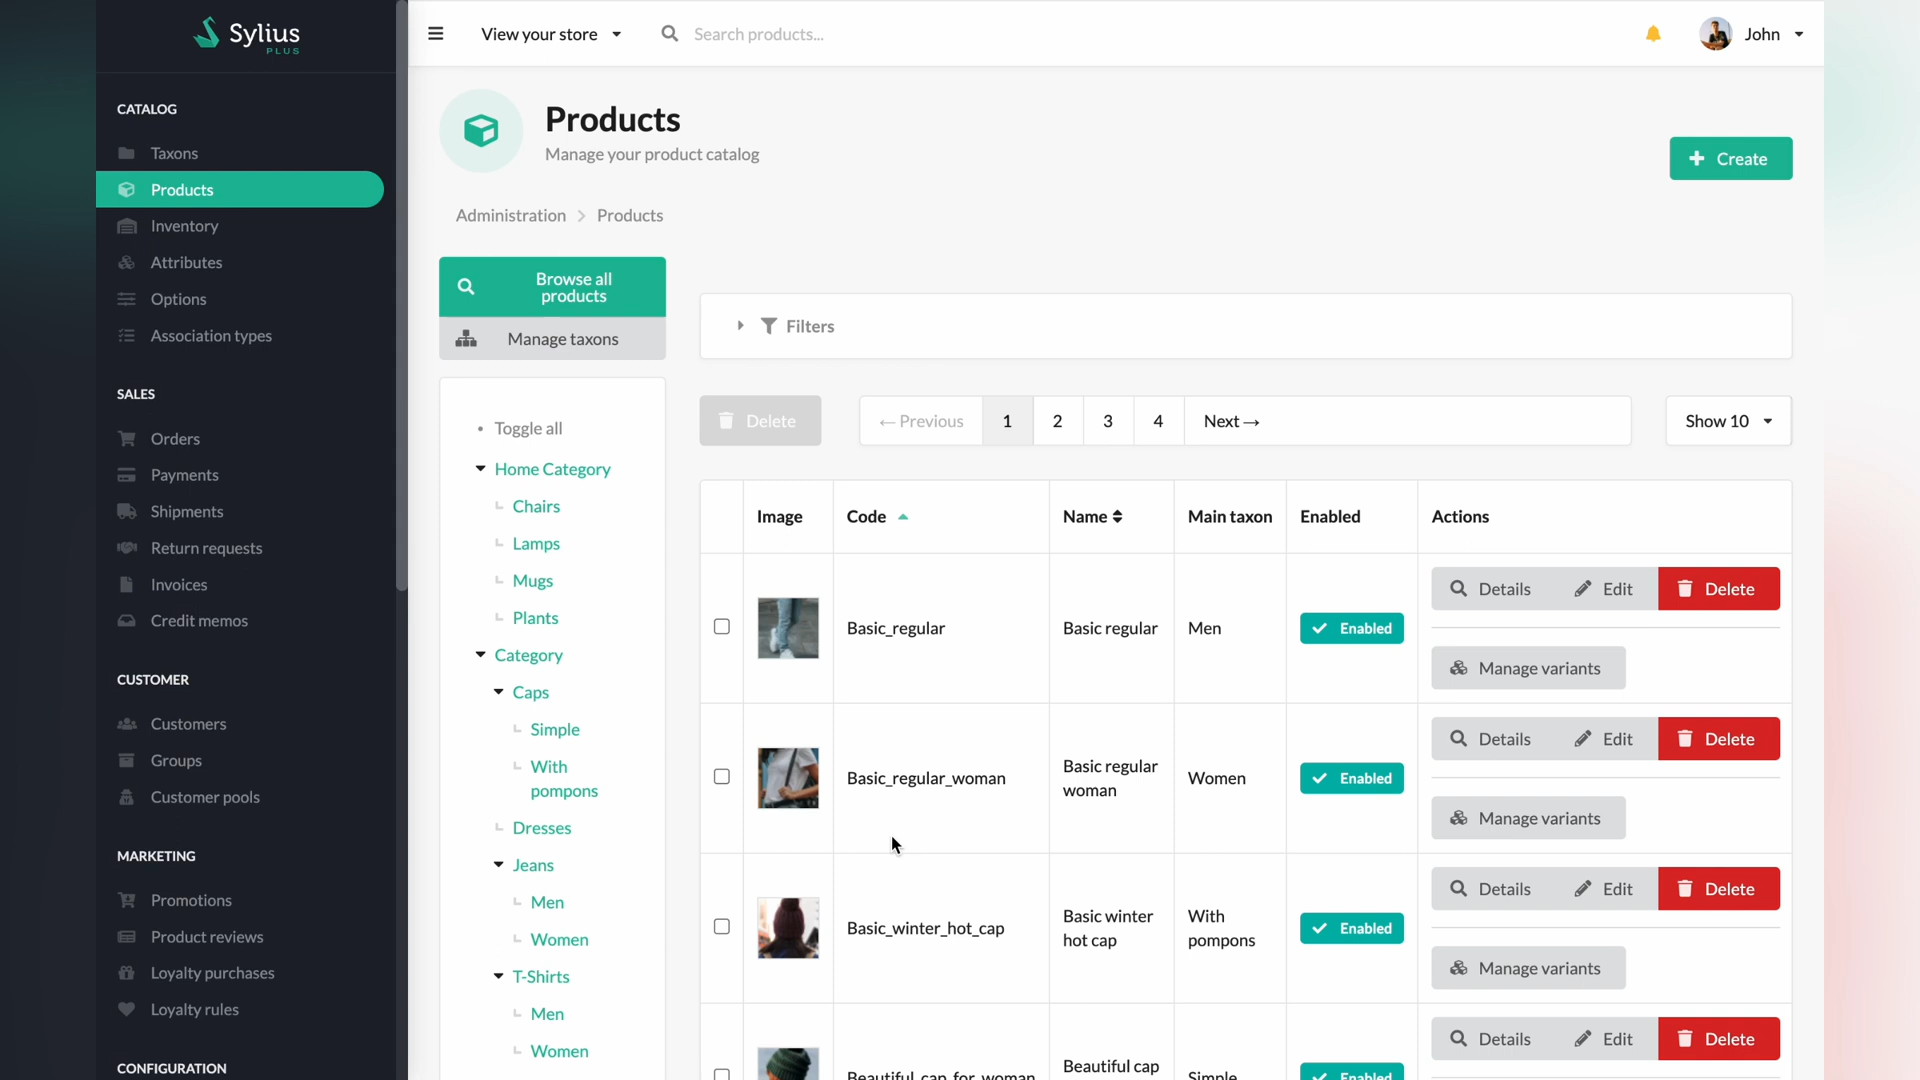 Sylius
PLUS
CATALOG
Taxons
Products
Inventory
Attributes
Options
Association types
SALES
Orders
Payments
Shipments
Return requests
Invoices
Credit memos
CUSTOMER
Customers
Groups
Customer pools
MARKETING
Promotions
Product reviews
Loyalty purchases
Loyalty rules
CONFIGURATION
View your store
Search products...
John
Products
Manage your product catalog
Create
Administration > Products
Browse all
products
Manage taxons
Toggle all
Home Category
Chairs
Lamps
Mugs
Plants
Category
Caps
Simple
With
pompons
Dresses
Jeans
Men
Women
T-Shirts
Men
Women
Filters
Delete
← Previous 1 2 3 4 Next →
Show 10
Image Code Name Main taxon Enabled Actions
Basic_regular Basic regular Men Enabled
Details Edit Delete
Manage variants
Basic_regular_woman Basic regular
woman Women Enabled
Details Edit Delete
Manage variants
Basic_winter_hot_cap Basic winter
hot cap With
pompons Enabled
Details Edit Delete
Manage variants
Beautiful_cap_for_woman Beautiful cap
Simple Enabled
Details Edit Delete